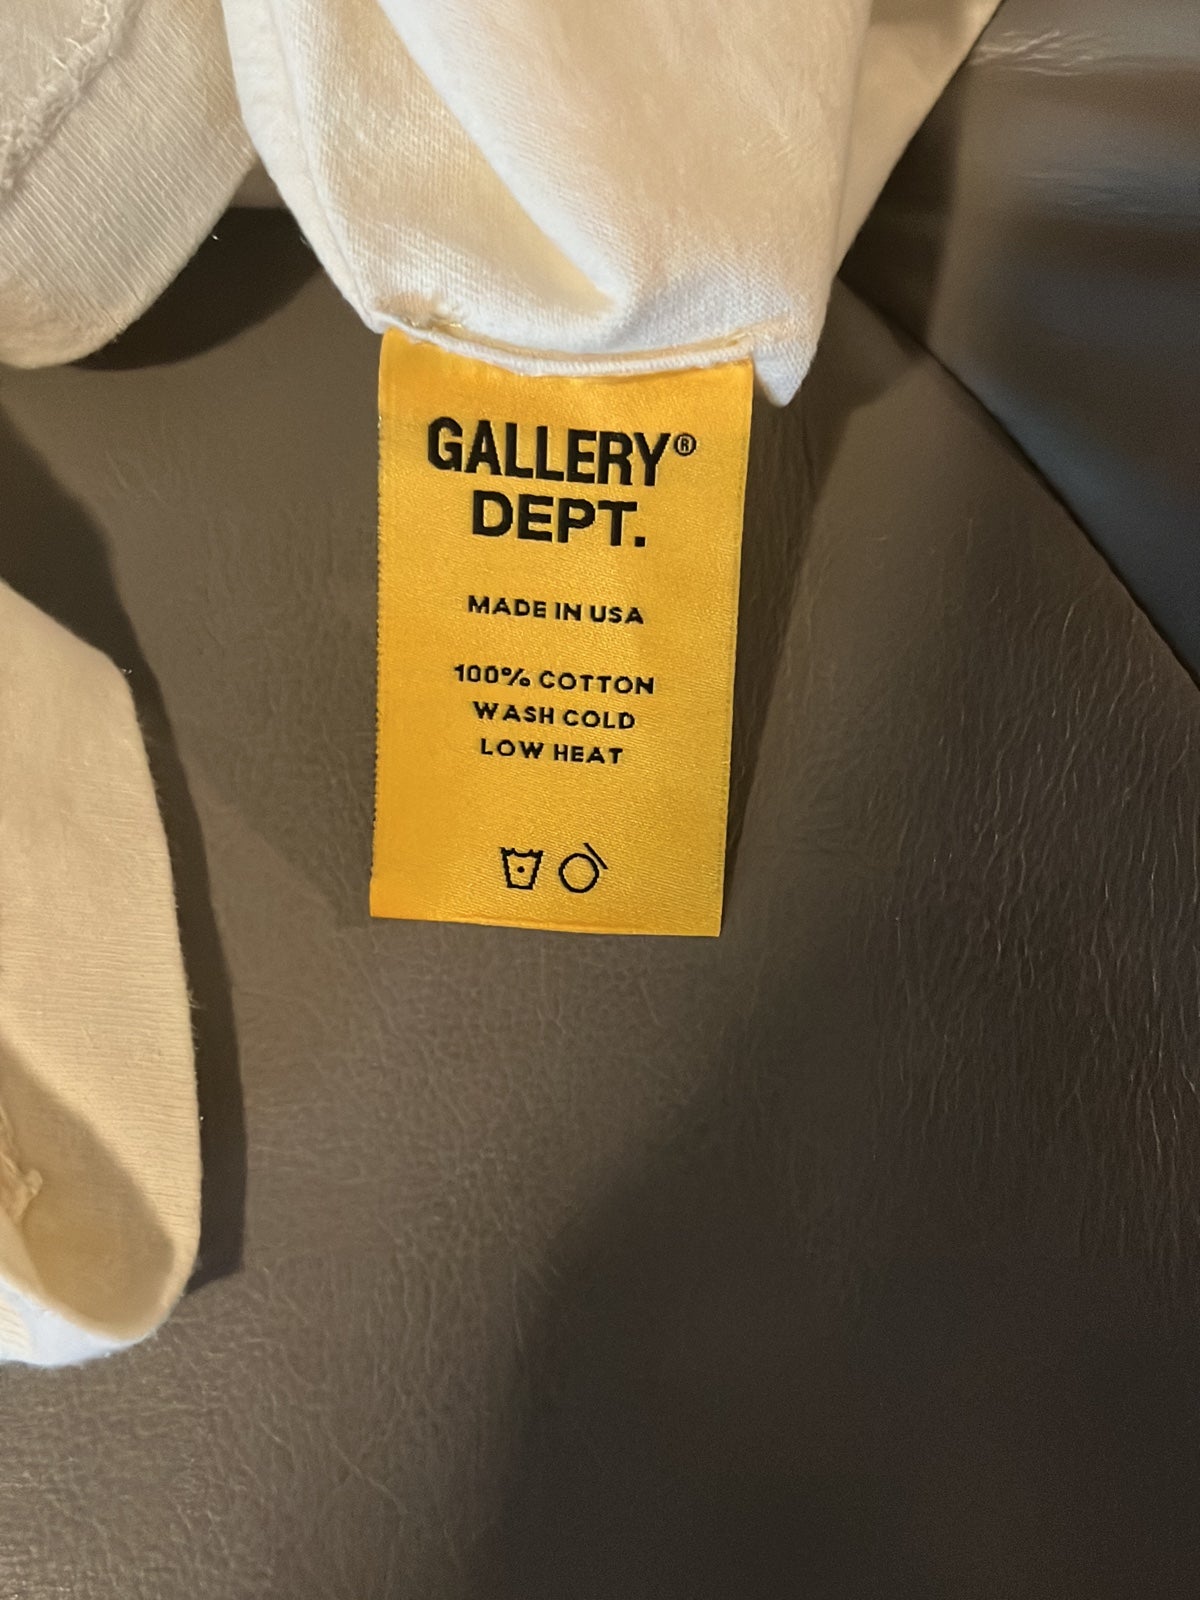 GALLERY®
DEPT.
MADE IN USA
100% COTTON
WASH COLD
LOW HEAT